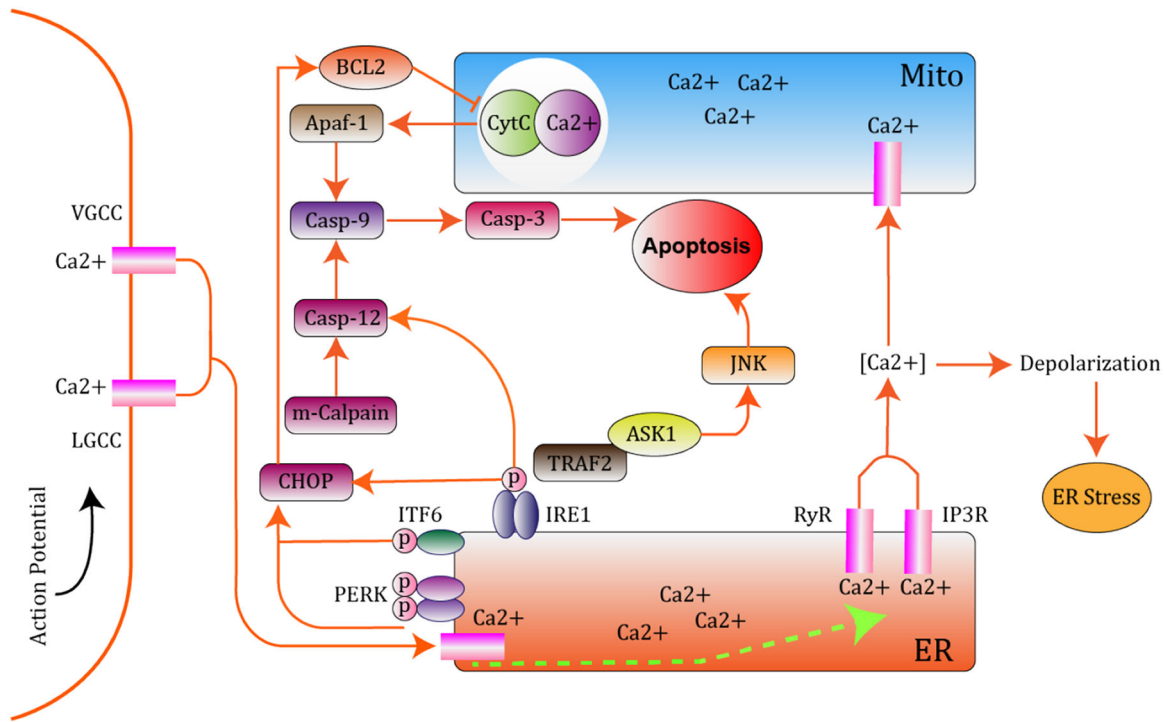 BCL2
Mito
Ca2+ Ca2+
Ca2+
CytC Ca2+
Apaf-1
Ca2+
VGCC
Casp-9
Casp-3
Apoptosis
Ca2+
Casp-12
JNK
[Ca2+]
Depolarization
Ca2+
m-Calpain
LGCC
ASK1
TRAF2
CHOP
p
ER Stress
ITF6
IRE1
RyR
IP3R
p
Action Potential
PERK
p
p
Ca2+
Ca2+ Ca2+
Ca2+
Ca2+
Ca2+
ER